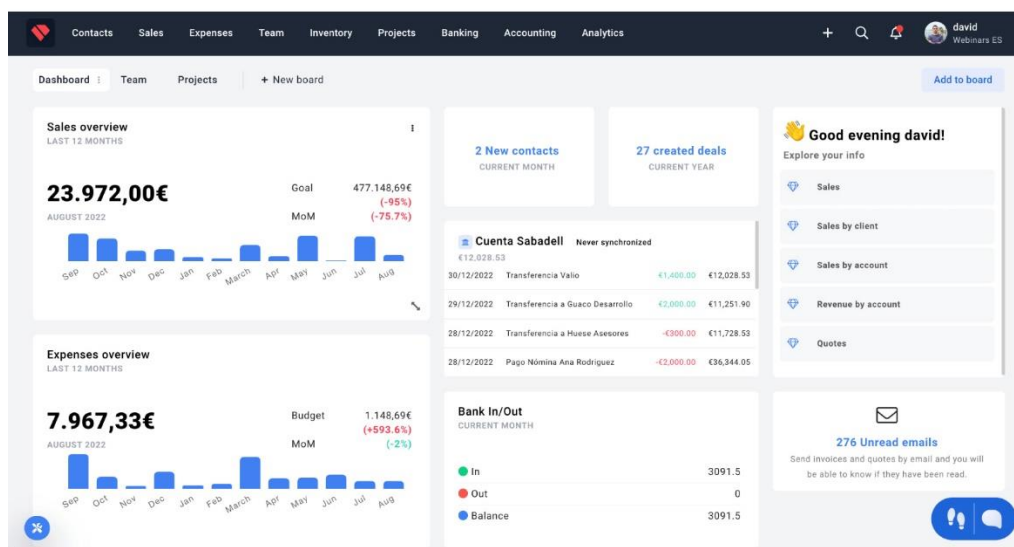 Contacts Sales Expenses Team Inventory Projects Banking Accounting Analytics
david
Webinars ES
Dashboard Team Projects + New board Add to board
Sales overview
LAST 12 MONTHS
23.972,00€
AUGUST 2022
Goal 477.148,69€
(-95%)
MoM (-75.7%)
Sep Oct Nov Dec Jan Feb March Apr May Jun Jul Aug
Expenses overview
LAST 12 MONTHS
7.967,33€
AUGUST 2022
Budget 1.148,69€
(+593.6%)
MoM (-2%)
Sep Oct Nov Dec Jan Feb March Apr May Jun Jul Aug
2 New contacts
CURRENT MONTH
27 created deals
CURRENT YEAR
Cuenta Sabadell Never synchronized
€12,028.53
30/12/2022 Transferencia Valio €1,400.00 €12,028.53
29/12/2022 Transferencia a Guaco Desarrollo €2,000.00 €11,251.90
28/12/2022 Transferencia a Huese Asesores -€300.00 €11,728.53
28/12/2022 Pago Nómina Ana Rodriguez -€2,000.00 €36,344.05
Bank In/Out
CURRENT MONTH
In 3091.5
Out 0
Balance 3091.5
Good evening david!
Explore your info
Sales
Sales by client
Sales by account
Revenue by account
Quotes
276 Unread emails
Send invoices and quotes by email and you will
be able to know if they have been read.